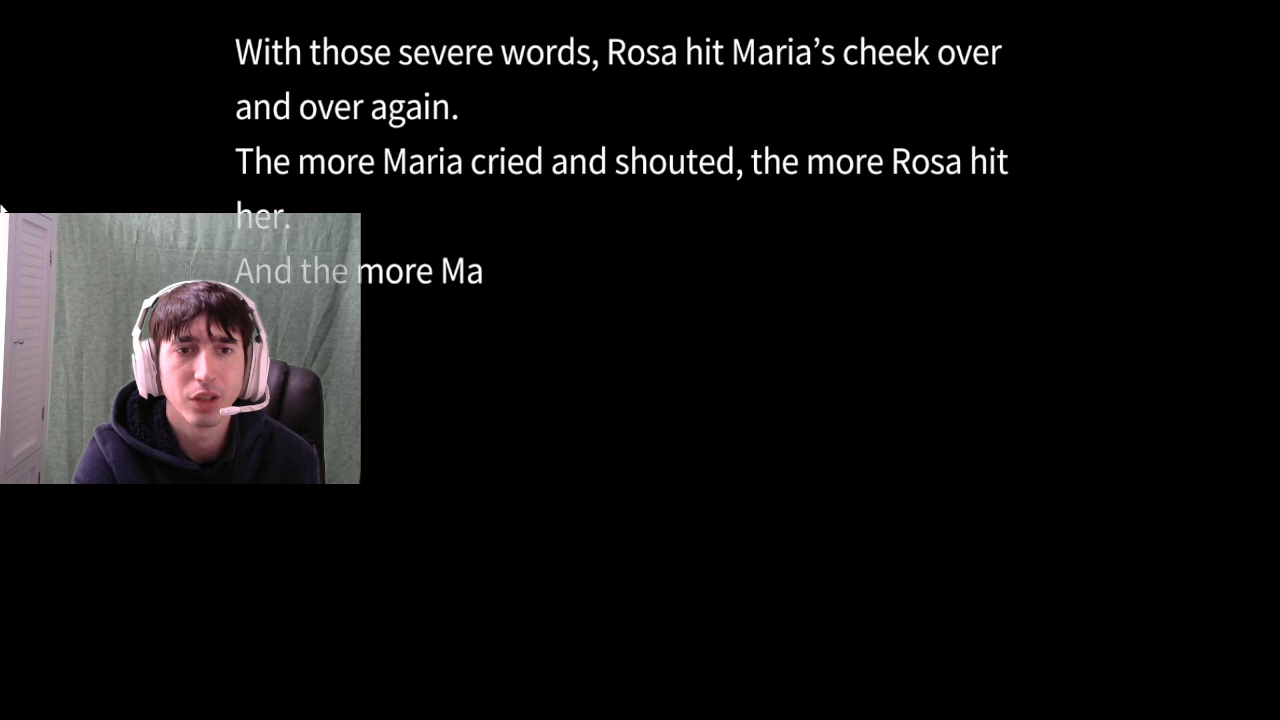 With those severe words, Rosa hit Maria’s cheek over
and over again.
The more Maria cried and shouted, the more Rosa hit
her.
And the more Ma